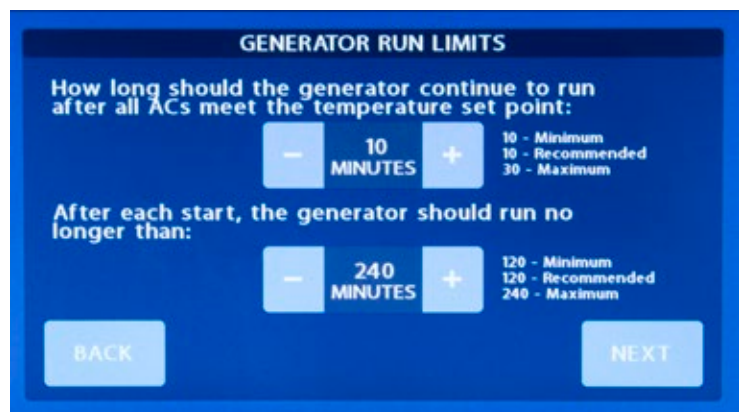 GENERATOR RUN LIMITS
How long should the generator continue to run
after all ACs meet the temperature set point:
− 10 +
MINUTES
10 - Minimum
10 - Recommended
30 - Maximum
After each start, the generator should run no
longer than:
− 240 +
MINUTES
120 - Minimum
120 - Recommended
240 - Maximum
BACK
NEXT